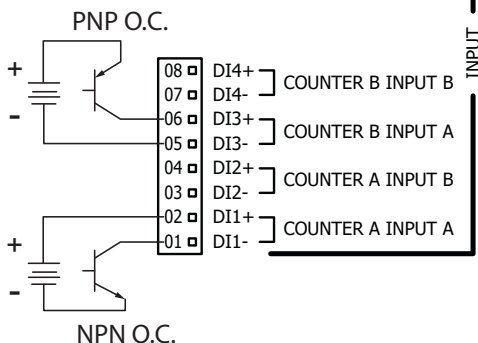 PNP O.C.
+
-
08 DI4+
07 DI4-
COUNTER B INPUT B
06 DI3+
05 DI3-
COUNTER B INPUT A
04 DI2+
03 DI2-
COUNTER A INPUT B
02 DI1+
01 DI1-
COUNTER A INPUT A
INPUT
+
-
NPN O.C.